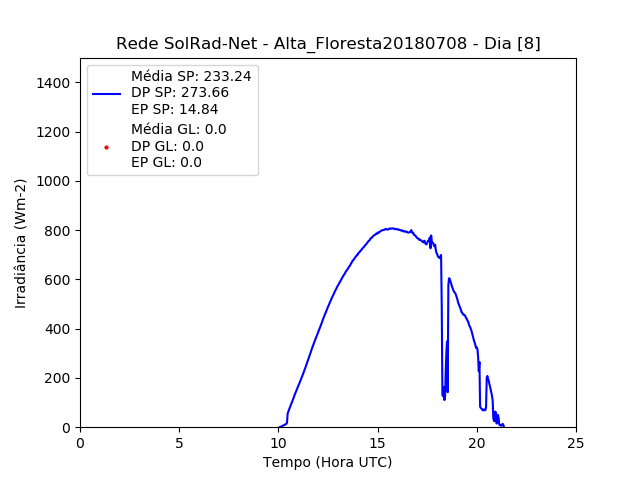 Rede SolRad-Net - Alta_Floresta20180708 - Dia [8]
Média SP: 233.24
DP SP: 273.66
EP SP: 14.84
Média GL: 0.0
DP GL: 0.0
EP GL: 0.0
Irradiância (Wm-2)
1400
1200
1000
800
600
400
200
0
0 5 10 15 20 25
Tempo (Hora UTC)